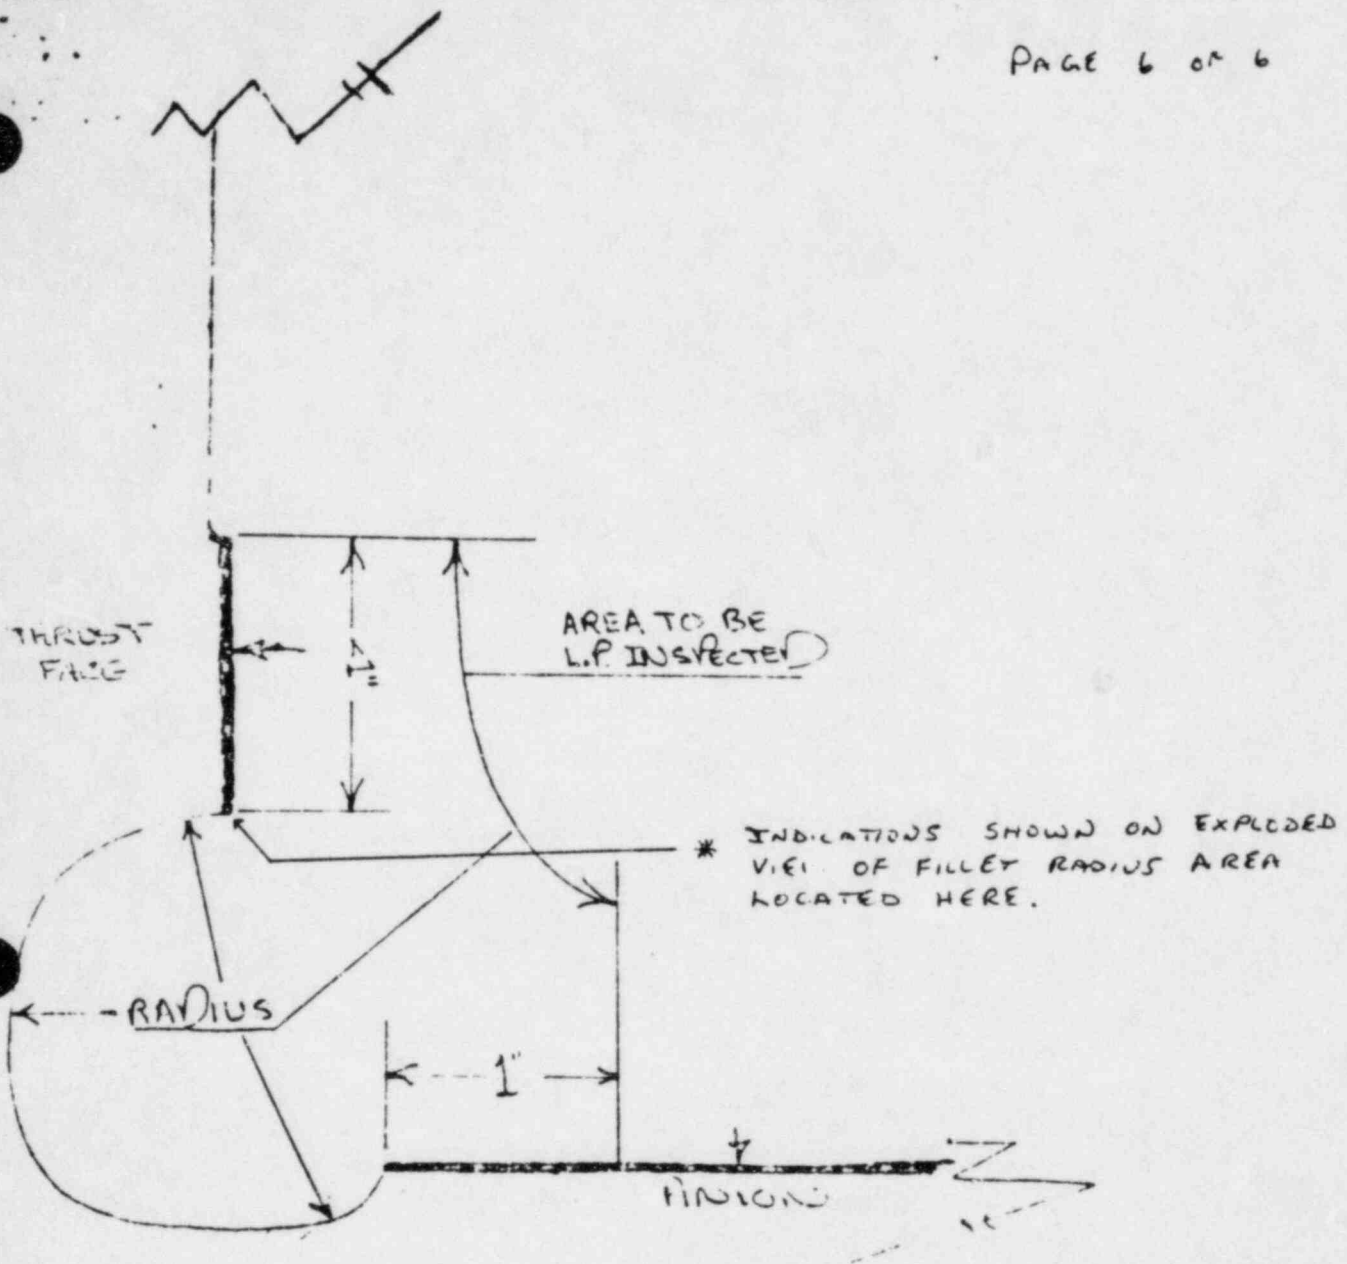 PAGE 6 OF 6
THRUST
FACE
1"
AREA TO BE
L.P. INSPECTED
* INDICATIONS SHOWN ON EXPLODED
OF FILLET RADIUS AREA
LOCATED HERE.
RADIUS
1"